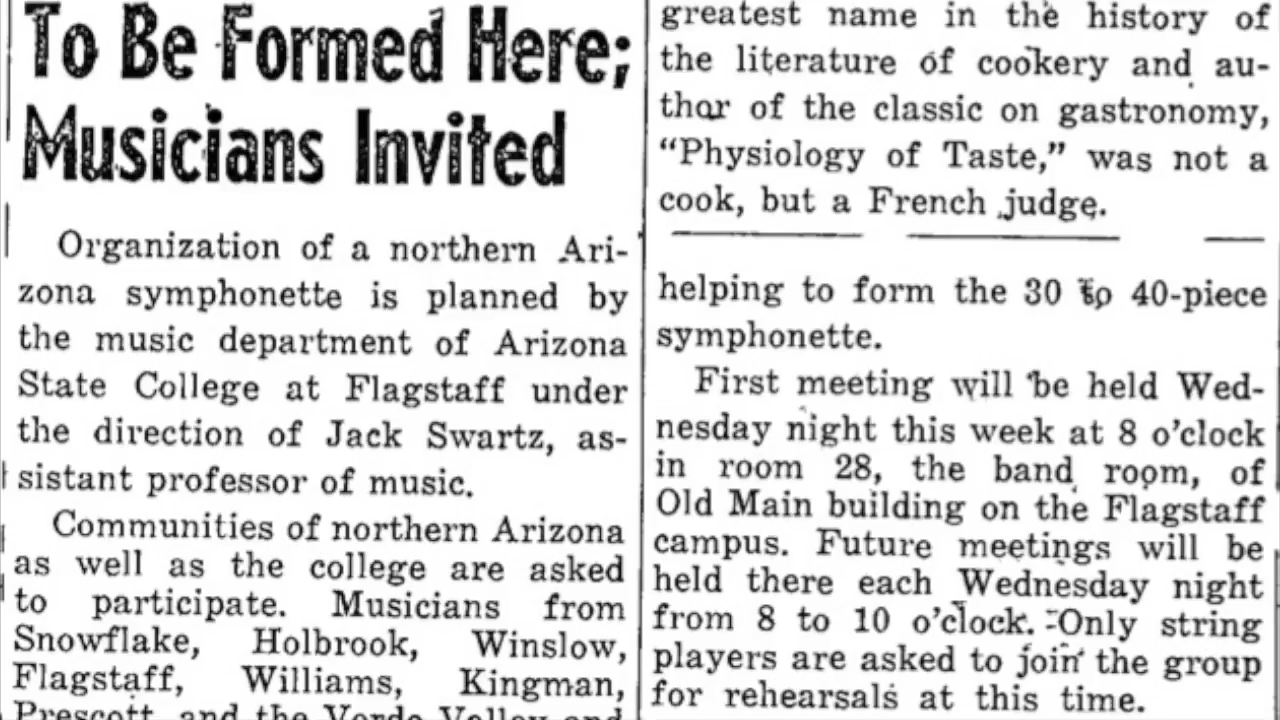 To Be Formed Here;
Musicians Invited
Organization of a northern Ari-
zona symphonette is planned by
the music department of Arizona
State College at Flagstaff under
the direction of Jack Swartz, as-
sistant professor of music.
Communities of northern Arizona
as well as the college are asked
to participate. Musicians from
Snowflake, Holbrook, Winslow,
Flagstaff, Williams, Kingman,
Prescott, and the Verde Valley and
greatest name in the history of
the literature of cookery and au-
thor of the classic on gastronomy,
“Physiology of Taste,” was not a
cook, but a French judge.
helping to form the 30 to 40-piece
symphonette.
First meeting will be held Wed-
nesday night this week at 8 o’clock
in room 28, the band room, of
Old Main building on the Flagstaff
campus. Future meetings will be
held there each Wednesday night
from 8 to 10 o’clock. Only string
players are asked to join the group
for rehearsals at this time.